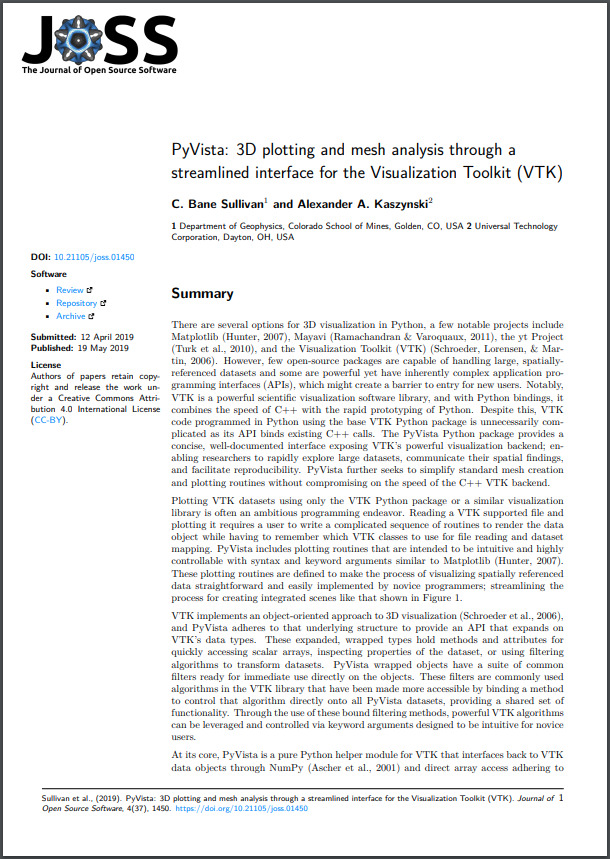 JOSS
The Journal of Open Source Software
PyVista: 3D plotting and mesh analysis through a
streamlined interface for the Visualization Toolkit (VTK)
C. Bane Sullivan1 and Alexander A. Kaszynski2
1 Department of Geophysics, Colorado School of Mines, Golden, CO, USA 2 Universal Technology
Corporation, Dayton, OH, USA
DOI: 10.21105/joss.01450
Software
▪ Review
▪ Repository
▪ Archive
Submitted: 12 April 2019
Published: 19 May 2019
License
Authors of papers retain copy-
right and release the work un-
der a Creative Commons Attri-
bution 4.0 International License
(CC-BY).
Summary
There are several options for 3D visualization in Python, a few notable projects include
Matplotlib (Hunter, 2007), Mayavi (Ramachandran & Varoquaux, 2011), the yt Project
(Turk et al., 2010), and the Visualization Toolkit (VTK) (Schroeder, Lorensen, & Mar-
tin, 2006). However, few open-source packages are capable of handling large, spatially-
referenced datasets and some are powerful yet have inherently complex application pro-
gramming interfaces (APIs), which might create a barrier to entry for new users. Notably,
VTK is a powerful scientific visualization software library, and with Python bindings, it
combines the speed of C++ with the rapid prototyping of Python. Despite this, VTK
code programmed in Python using the base VTK Python package is unnecessarily com-
plicated as its API binds existing C++ calls. The PyVista Python package provides a
concise, well-documented interface exposing VTK's powerful visualization backend; en-
abling researchers to rapidly explore large datasets, communicate their spatial findings,
and facilitate reproducibility. PyVista further seeks to simplify standard mesh creation
and plotting routines without compromising on the speed of the C++ VTK backend.
Plotting VTK datasets using only the VTK Python package or a similar visualization
library is often an ambitious programming endeavor. Reading a VTK supported file and
plotting it requires a user to write a complicated sequence of routines to render the data
object while having to remember which VTK classes to use for file reading and dataset
mapping. PyVista includes plotting routines that are intended to be intuitive and highly
controllable with syntax and keyword arguments similar to Matplotlib (Hunter, 2007).
These plotting routines are defined to make the process of visualizing spatially referenced
data straightforward and easily implemented by novice programmers; streamlining the
process for creating integrated scenes like that shown in Figure 1.
VTK implements an object-oriented approach to 3D visualization (Schroeder et al., 2006),
and PyVista adheres to that underlying structure to provide an API that expands on
VTK's data types. These expanded, wrapped types hold methods and attributes for
quickly accessing scalar arrays, inspecting properties of the dataset, or using filtering
algorithms to transform datasets. PyVista wrapped objects have a suite of common
filters ready for immediate use directly on the objects. These filters are commonly used
algorithms in the VTK library that have been made more accessible by binding a method
to control that algorithm directly onto all PyVista datasets, providing a shared set of
functionality. Through the use of these bound filtering methods, powerful VTK algorithms
can be leveraged and controlled via keyword arguments designed to be intuitive for novice
users.
At its core, PyVista is a pure Python helper module for VTK that interfaces back to VTK
data objects through NumPy (Ascher et al., 2001) and direct array access adhering to
Sullivan et al., (2019). PyVista: 3D plotting and mesh analysis through a streamlined interface for the Visualization Toolkit (VTK). Journal of 1
Open Source Software, 4(37), 1450. https://doi.org/10.21105/joss.01450